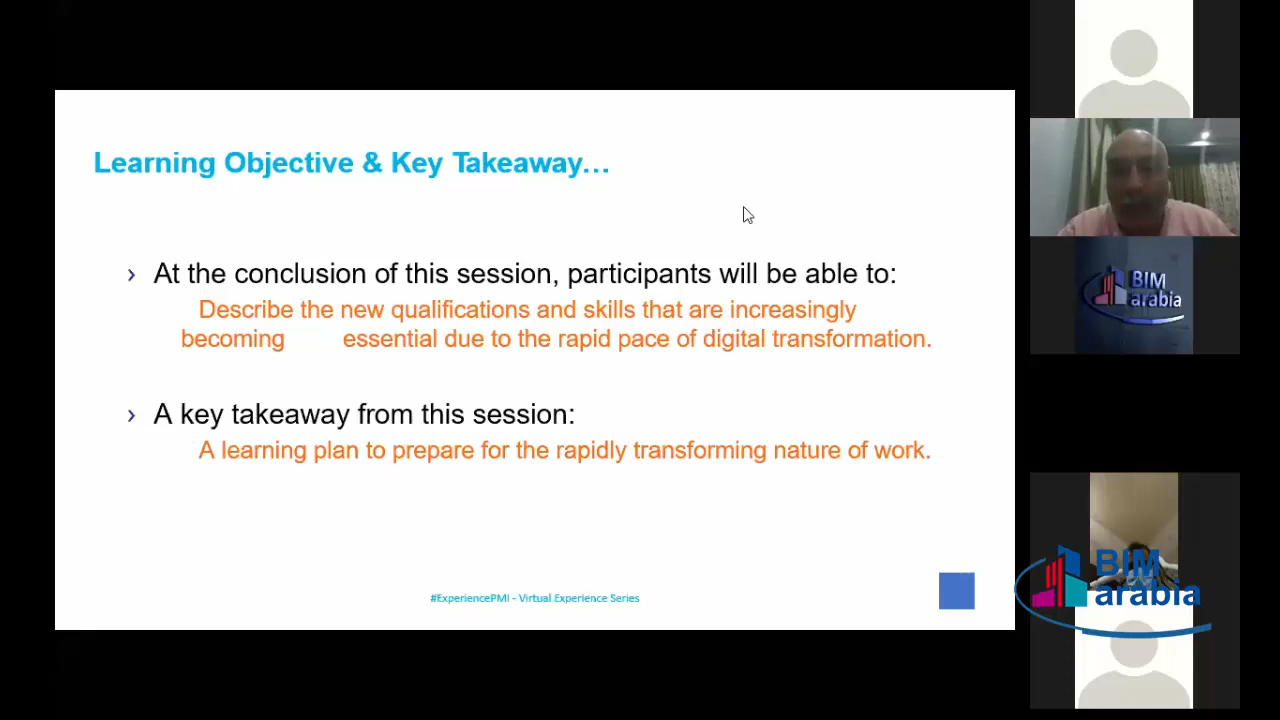 Learning Objective & Key Takeaway...
› At the conclusion of this session, participants will be able to:
Describe the new qualifications and skills that are increasingly
becoming essential due to the rapid pace of digital transformation.
› A key takeaway from this session:
A learning plan to prepare for the rapidly transforming nature of work.
#ExperiencePMI - Virtual Experience Series
BIM
arabia
BIM
arabia